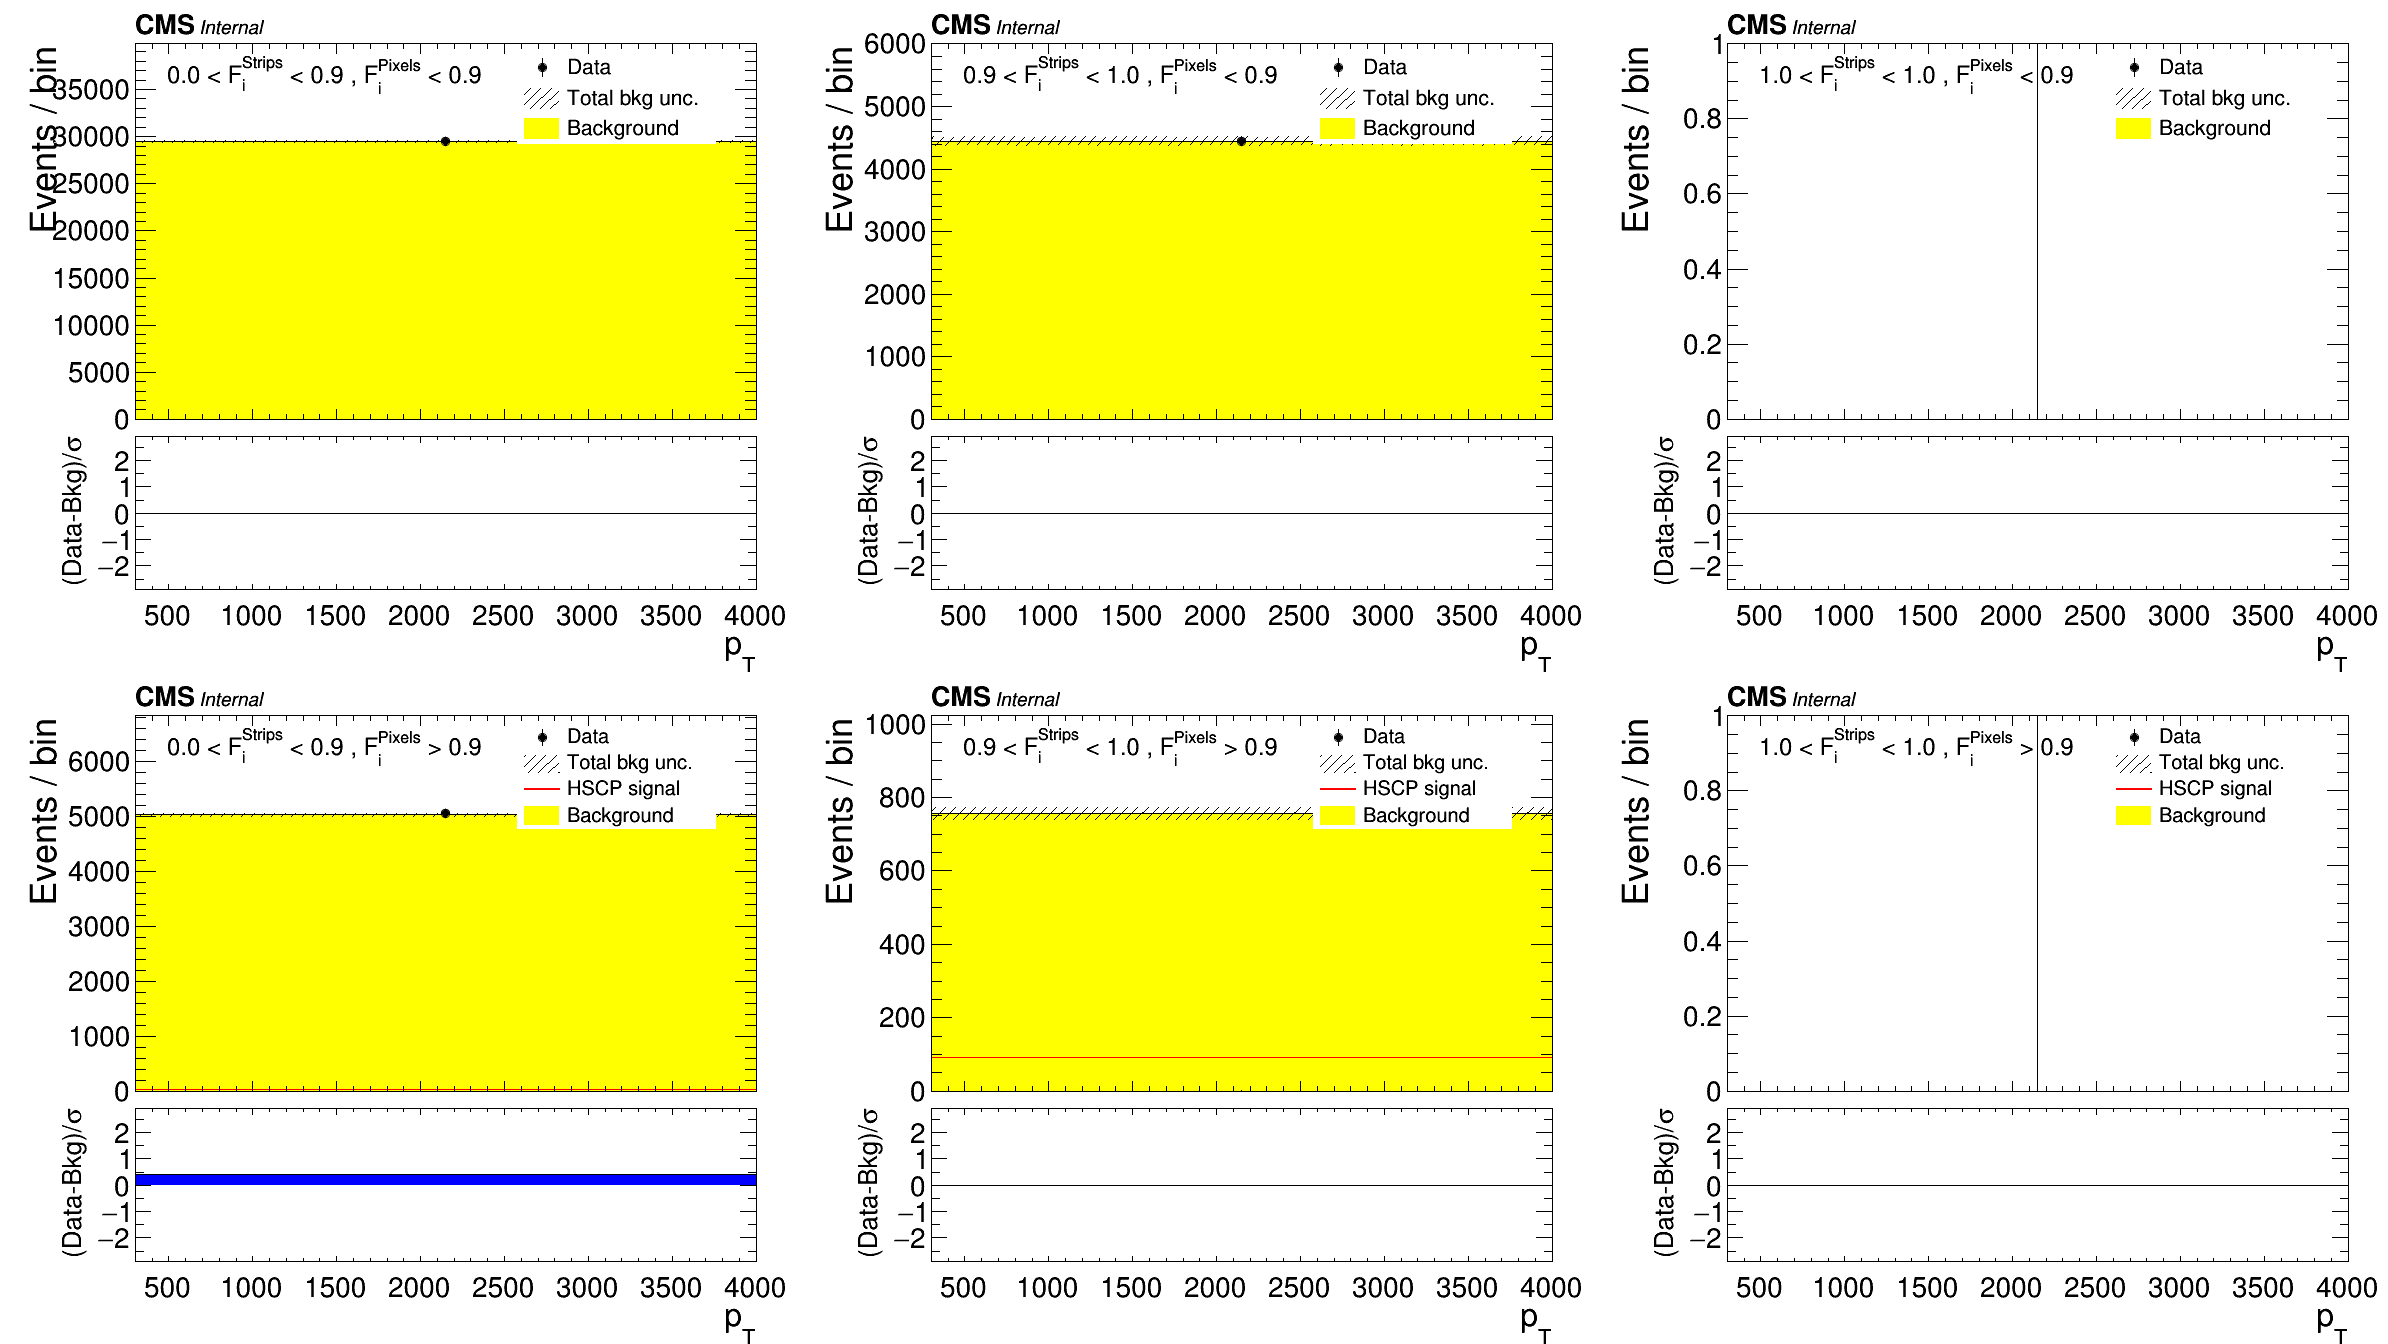 CMS Internal
Events / bin
0.0 < F_i^Strips < 0.9 , F_i^Pixels < 0.9
Data
Total bkg unc.
Background
35000
30000
25000
20000
15000
10000
5000
0
(Data-Bkg)/σ
2
1
0
−1
−2
500 1000 1500 2000 2500 3000 3500 4000
p_T
CMS Internal
Events / bin
0.9 < F_i^Strips < 1.0 , F_i^Pixels < 0.9
Data
Total bkg unc.
Background
6000
5000
4000
3000
2000
1000
0
(Data-Bkg)/σ
2
1
0
−1
−2
500 1000 1500 2000 2500 3000 3500 4000
p_T
CMS Internal
Events / bin
1.0 < F_i^Strips < 1.0 , F_i^Pixels < 0.9
Data
Total bkg unc.
Background
1
0.8
0.6
0.4
0.2
0
(Data-Bkg)/σ
2
1
0
−1
−2
500 1000 1500 2000 2500 3000 3500 4000
p_T
CMS Internal
Events / bin
0.0 < F_i^Strips < 0.9 , F_i^Pixels > 0.9
Data
Total bkg unc.
HSCP signal
Background
6000
5000
4000
3000
2000
1000
0
(Data-Bkg)/σ
2
1
0
−1
−2
500 1000 1500 2000 2500 3000 3500 4000
p_T
CMS Internal
Events / bin
0.9 < F_i^Strips < 1.0 , F_i^Pixels > 0.9
Data
Total bkg unc.
HSCP signal
Background
1000
800
600
400
200
0
(Data-Bkg)/σ
2
1
0
−1
−2
500 1000 1500 2000 2500 3000 3500 4000
p_T
CMS Internal
Events / bin
1.0 < F_i^Strips < 1.0 , F_i^Pixels > 0.9
Data
Total bkg unc.
HSCP signal
Background
1
0.8
0.6
0.4
0.2
0
(Data-Bkg)/σ
2
1
0
−1
−2
500 1000 1500 2000 2500 3000 3500 4000
p_T